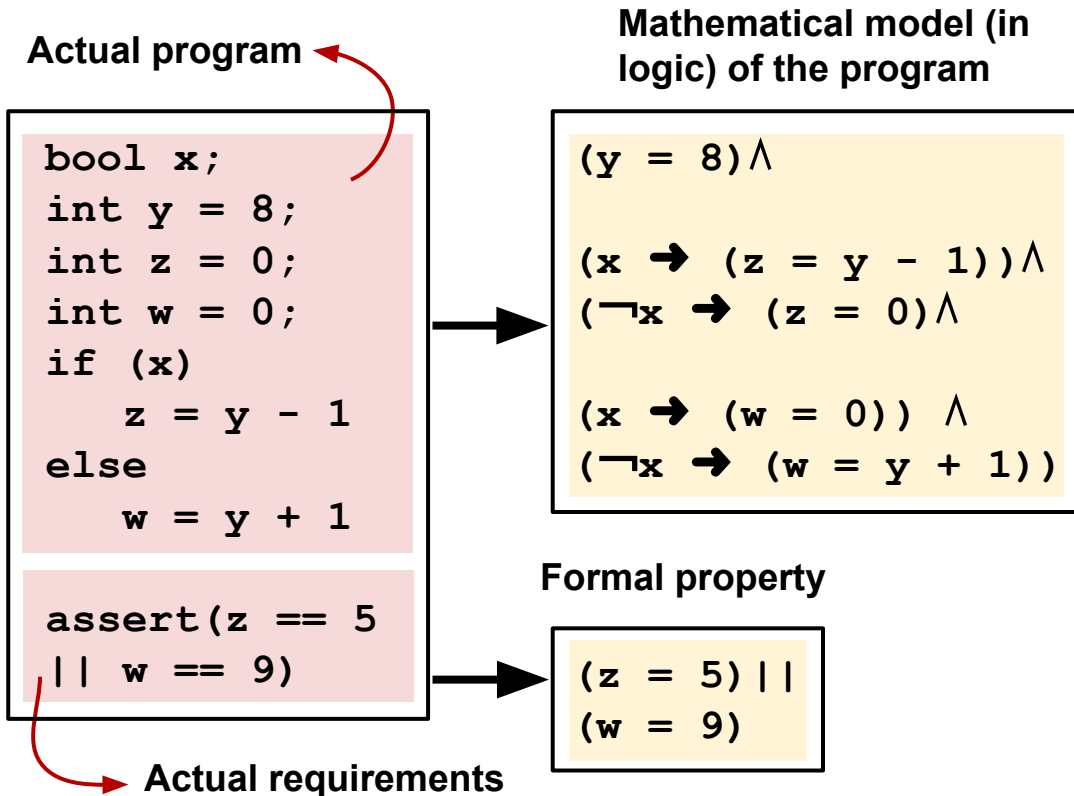 Actual program
bool x;
int y = 8;
int z = 0;
int w = 0;
if (x)
   z = y - 1
else
   w = y + 1
assert(z == 5
|| w == 9)
Actual requirements
Mathematical model (in
logic) of the program
(y = 8)∧
(x ➔ (z = y - 1))∧
(¬x ➔ (z = 0)∧
(x ➔ (w = 0)) ∧
(¬x ➔ (w = y + 1))
Formal property
(z = 5)||
(w = 9)